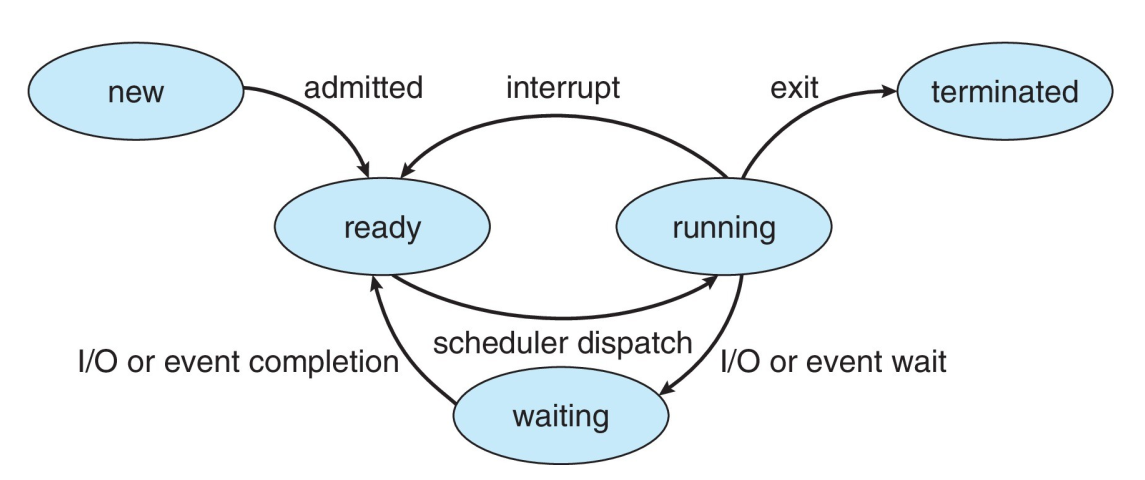 new
admitted
interrupt
exit
terminated
ready
running
scheduler dispatch
I/O or event completion
I/O or event wait
waiting